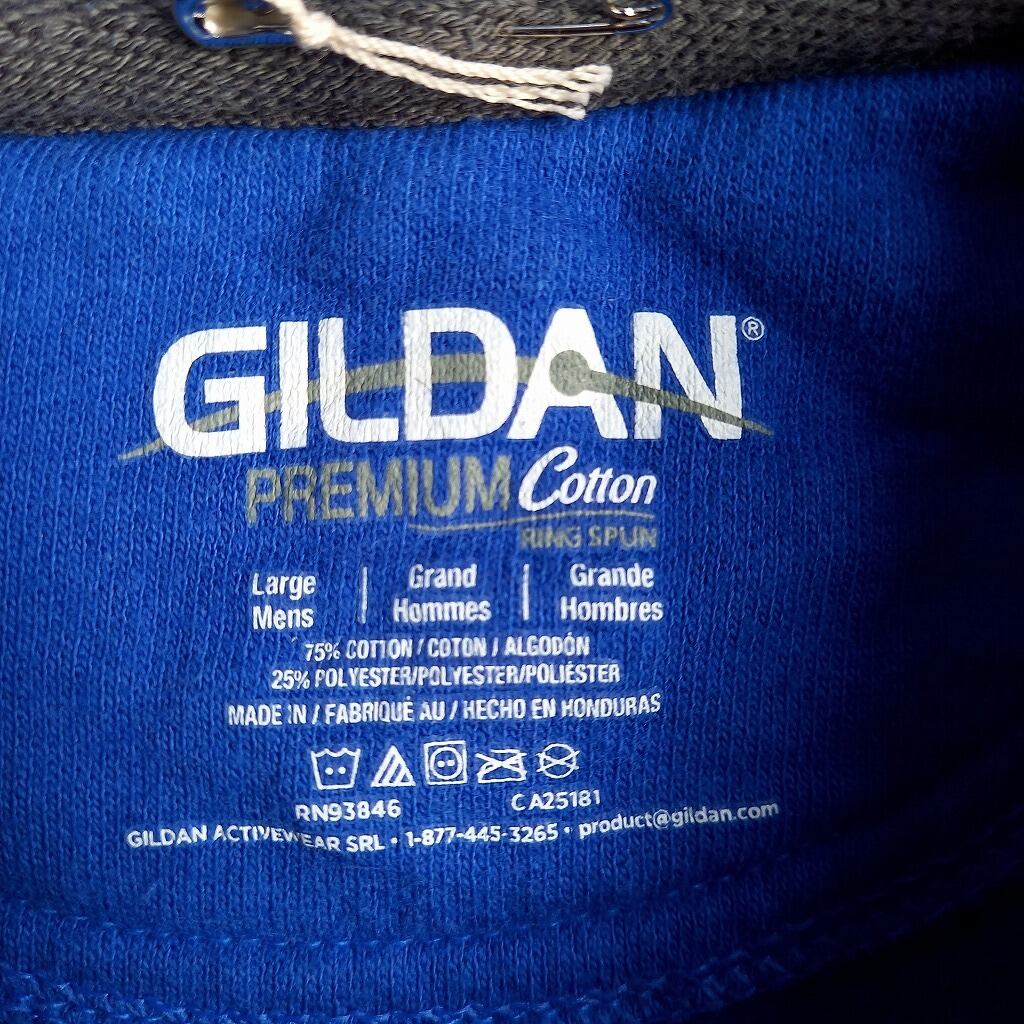 GILDAN®
PREMIUM Cotton
RING SPUN
Large | Grand | Grande
Mens | Hommes | Hombres
75% COTTON / COTON / ALGODÓN
25% POLYESTER/POLYESTER/POLIÉSTER
MADE IN / FABRIQUÉ AU / HECHO EN HONDURAS
RN93846 CA25181
GILDAN ACTIVEWEAR SRL • 1-877-445-3265 • product@gildan.com